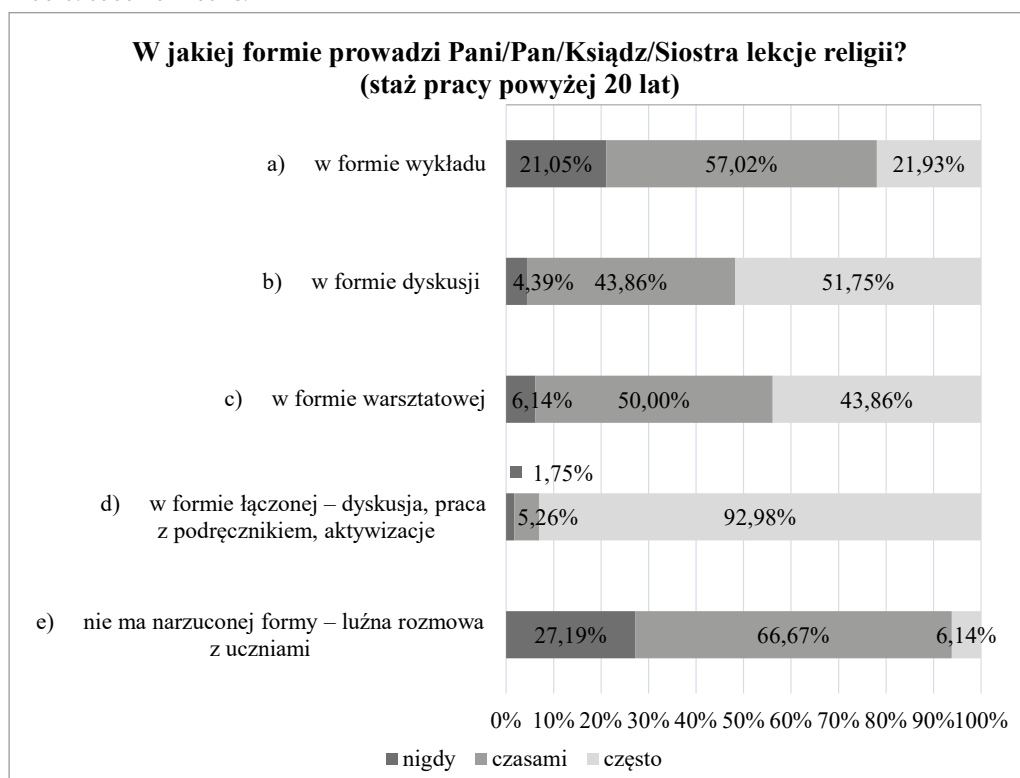 W jakiej formie prowadzi Pani/Pan/Ksiądz/Siostra lekcje religii?
(staż pracy powyżej 20 lat)
a) w formie wykładu
21,05% 57,02% 21,93%
b) w formie dyskusji
4,39% 43,86% 51,75%
c) w formie warsztatowej
6,14% 50,00% 43,86%
1,75%
d) w formie łączonej – dyskusja, praca
z podręcznikiem, aktywizacje
5,26% 92,98%
e) nie ma narzuconej formy – luźna rozmowa
z uczniami
27,19% 66,67% 6,14%
0% 10% 20% 30% 40% 50% 60% 70% 80% 90% 100%
nigdy czasami często